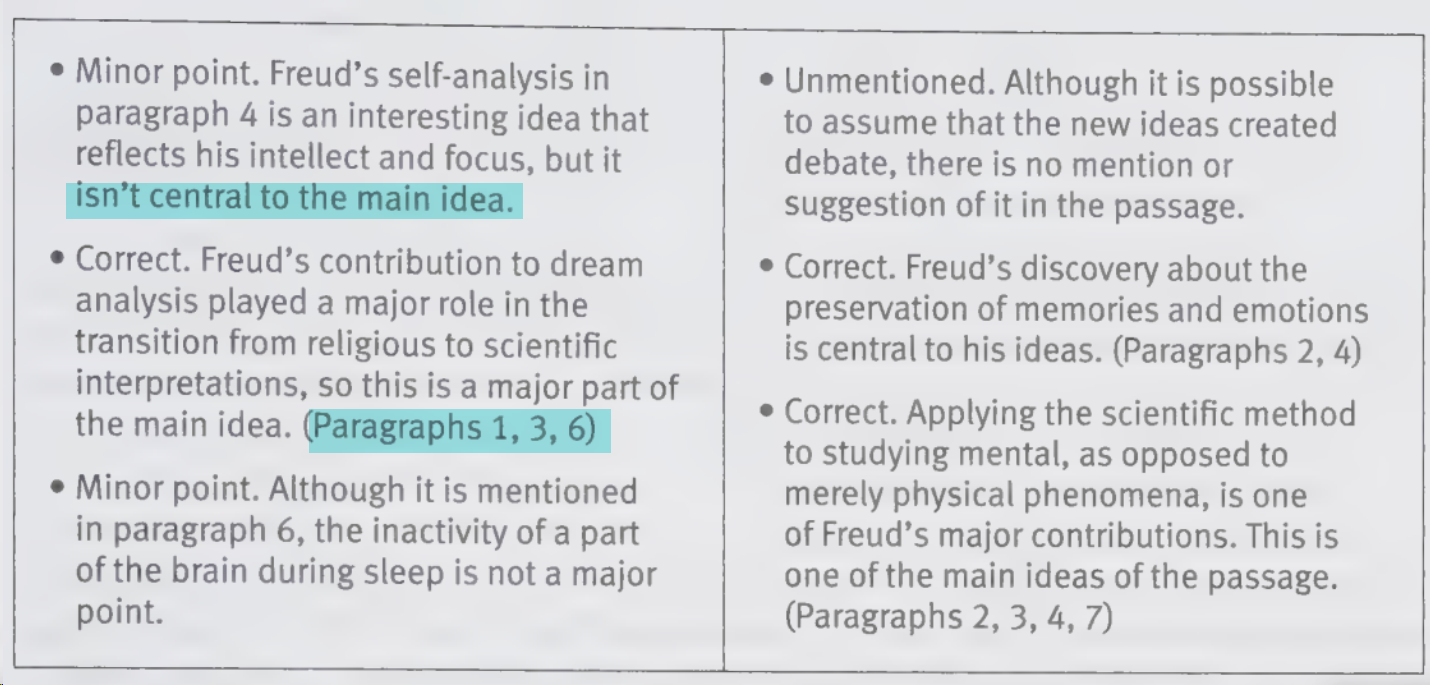 • Minor point. Freud's self-analysis in
paragraph 4 is an interesting idea that
reflects his intellect and focus, but it
isn't central to the main idea.
• Correct. Freud's contribution to dream
analysis played a major role in the
transition from religious to scientific
interpretations, so this is a major part of
the main idea. (Paragraphs 1, 3, 6)
• Minor point. Although it is mentioned
in paragraph 6, the inactivity of a part
of the brain during sleep is not a major
point.
• Unmentioned. Although it is possible
to assume that the new ideas created
debate, there is no mention or
suggestion of it in the passage.
• Correct. Freud's discovery about the
preservation of memories and emotions
is central to his ideas. (Paragraphs 2, 4)
• Correct. Applying the scientific method
to studying mental, as opposed to
merely physical phenomena, is one
of Freud's major contributions. This is
one of the main ideas of the passage.
(Paragraphs 2, 3, 4, 7)